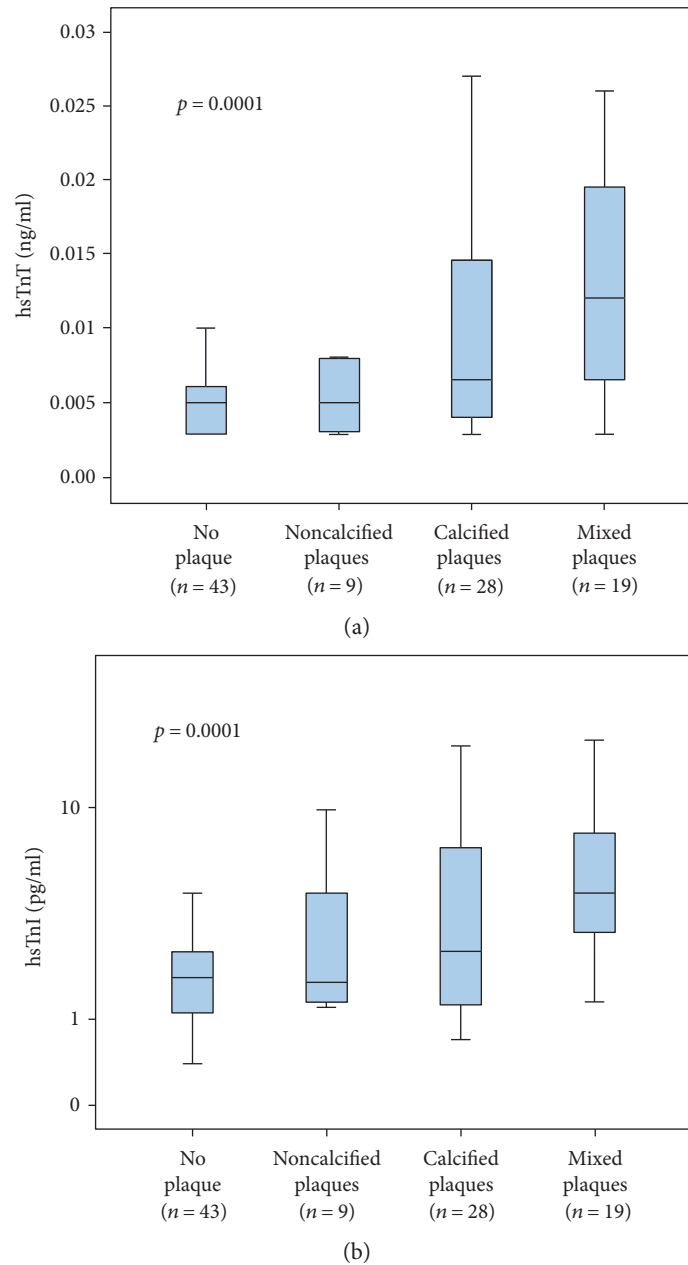 0.03
0.025
0.02
0.015
0.01
0.005
0.00
hsTnT (ng/ml)
p = 0.0001
No
plaque
(n = 43)
Noncalcified
plaques
(n = 9)
Calcified
plaques
(n = 28)
Mixed
plaques
(n = 19)
(a)
10
1
0
hsTnI (pg/ml)
p = 0.0001
No
plaque
(n = 43)
Noncalcified
plaques
(n = 9)
Calcified
plaques
(n = 28)
Mixed
plaques
(n = 19)
(b)